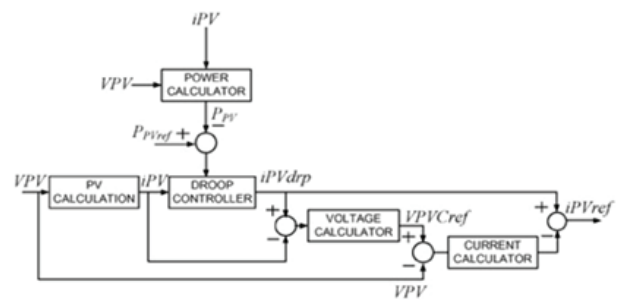 iPV
VPV
POWER
CALCULATOR
PPV
−
PPVref
+
VPV
PV
CALCULATION
iPV
DROOP
CONTROLLER
iPVdrp
+
−
VOLTAGE
CALCULATOR
VPVCref
+
−
CURRENT
CALCULATOR
+
−
iPVref
VPV